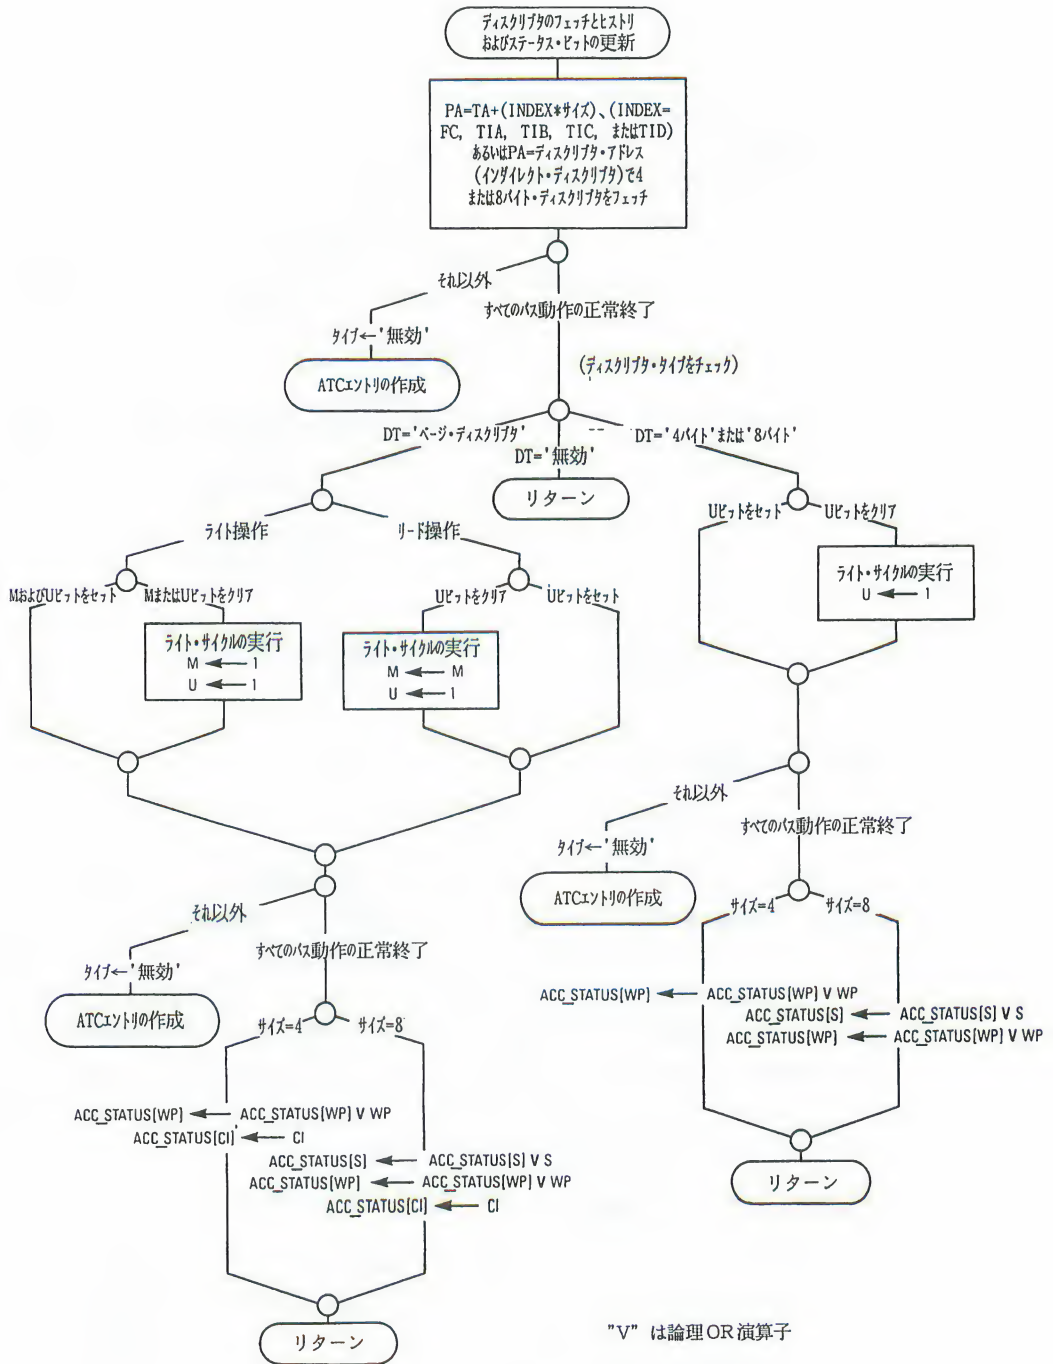 ディスクリプタのフェッチとヒストリ
およびステータス・ビットの更新
PA=TA+(INDEX*サイズ)、(INDEX=
FC, TIA, TIB, TIC, またはTID)
あるいはPA=ディスクリプタ・アドレス
(インダイレクト・ディスクリプタ)で4
または8バイト・ディスクリプタをフェッチ
それ以外
すべてのバス動作の正常終了
タイプ←'無効'
(ディスクリプタ・タイプをチェック)
ATCエントリの作成
DT='ページ・ディスクリプタ'
DT='4バイト'または'8バイト'
DT='無効'
リターン
Uビットをセット
Uビットをクリア
ライト操作
リード操作
ライト・サイクルの実行
U ← 1
MおよびUビットをセット
MまたはUビットをクリア
Uビットをクリア
Uビットをセット
ライト・サイクルの実行
M ← 1
U ← 1
ライト・サイクルの実行
M ← M
U ← 1
それ以外
すべてのバス動作の正常終了
タイプ←'無効'
ATCエントリの作成
サイズ=4
サイズ=8
それ以外
すべてのバス動作の正常終了
タイプ←'無効'
ATCエントリの作成
ACC_STATUS[WP] ← ACC_STATUS[WP] V WP
ACC_STATUS[S] ← ACC_STATUS[S] V S
ACC_STATUS[WP] ← ACC_STATUS[WP] V WP
サイズ=4
サイズ=8
ACC_STATUS[WP] ← ACC_STATUS[WP] V WP
ACC_STATUS[CI] ← CI
ACC_STATUS[S] ← ACC_STATUS[S] V S
ACC_STATUS[WP] ← ACC_STATUS[WP] V WP
ACC_STATUS[CI] ← CI
リターン
リターン
"V" は論理OR演算子